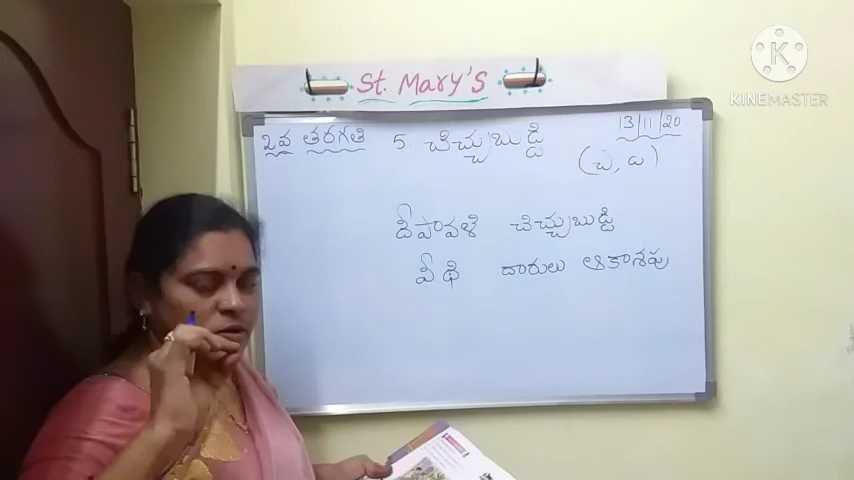 St. Mary's
KINEMASTER
13/11/20
2వ తరగతి 5. చిచ్చుబుడ్డి
(చ, డ)
దీపావళి చిచ్చుబుడ్డి
వీధి దారులు ఆకాశపు